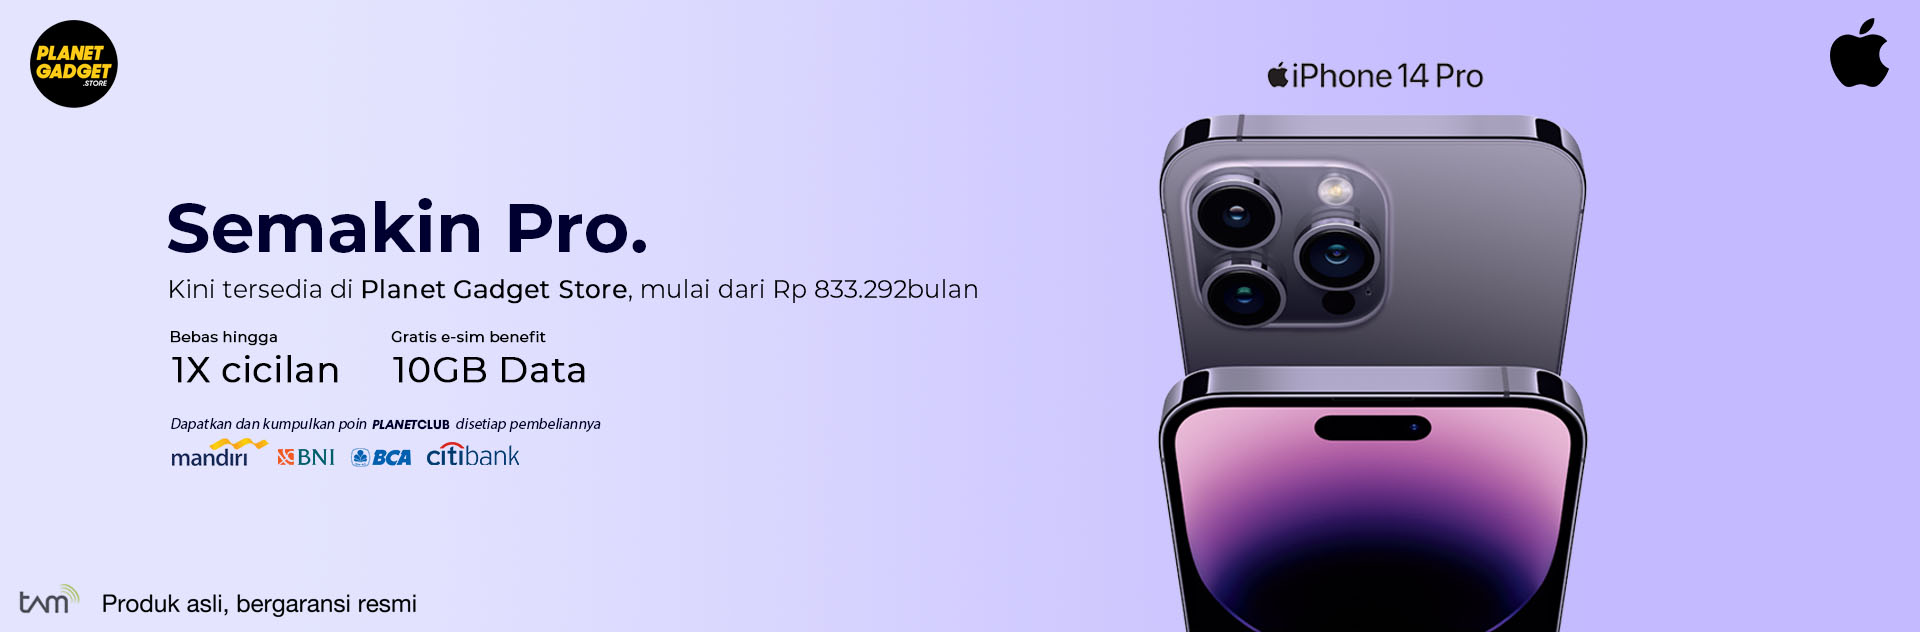 PLANET
GADGET
.STORE
iPhone 14 Pro
Semakin Pro.
Kini tersedia di Planet Gadget Store, mulai dari Rp 833.292bulan
Bebas hingga
1X cicilan
Gratis e-sim benefit
10GB Data
Dapatkan dan kumpulkan poin PLANETCLUB disetiap pembeliannya
mandiri BNI BCA citibank
tam Produk asli, bergaransi resmi